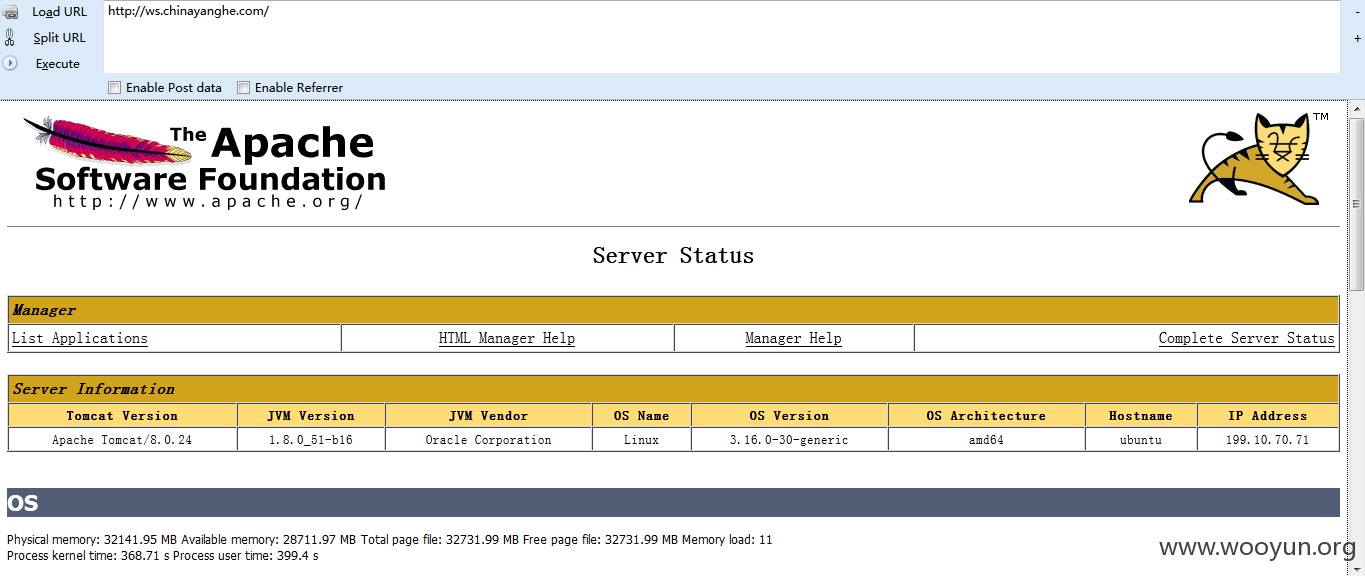 Load URL http://ws.chinayanghe.com/ -
Split URL +
Execute
Enable Post data Enable Referrer
The Apache TM
Software Foundation
http://www.apache.org/
Server Status
Manager
List Applications HTML Manager Help Manager Help Complete Server Status
Server Information
Tomcat Version JVM Version JVM Vendor OS Name OS Version OS Architecture Hostname IP Address
Apache Tomcat/8.0.24 1.8.0_51-b16 Oracle Corporation Linux 3.16.0-30-generic amd64 ubuntu 199.10.70.71
OS
Physical memory: 32141.95 MB Available memory: 28711.97 MB Total page file: 32731.99 MB Free page file: 32731.99 MB Memory load: 11
Process kernel time: 368.71 s Process user time: 399.4 s
www.wooyun.org